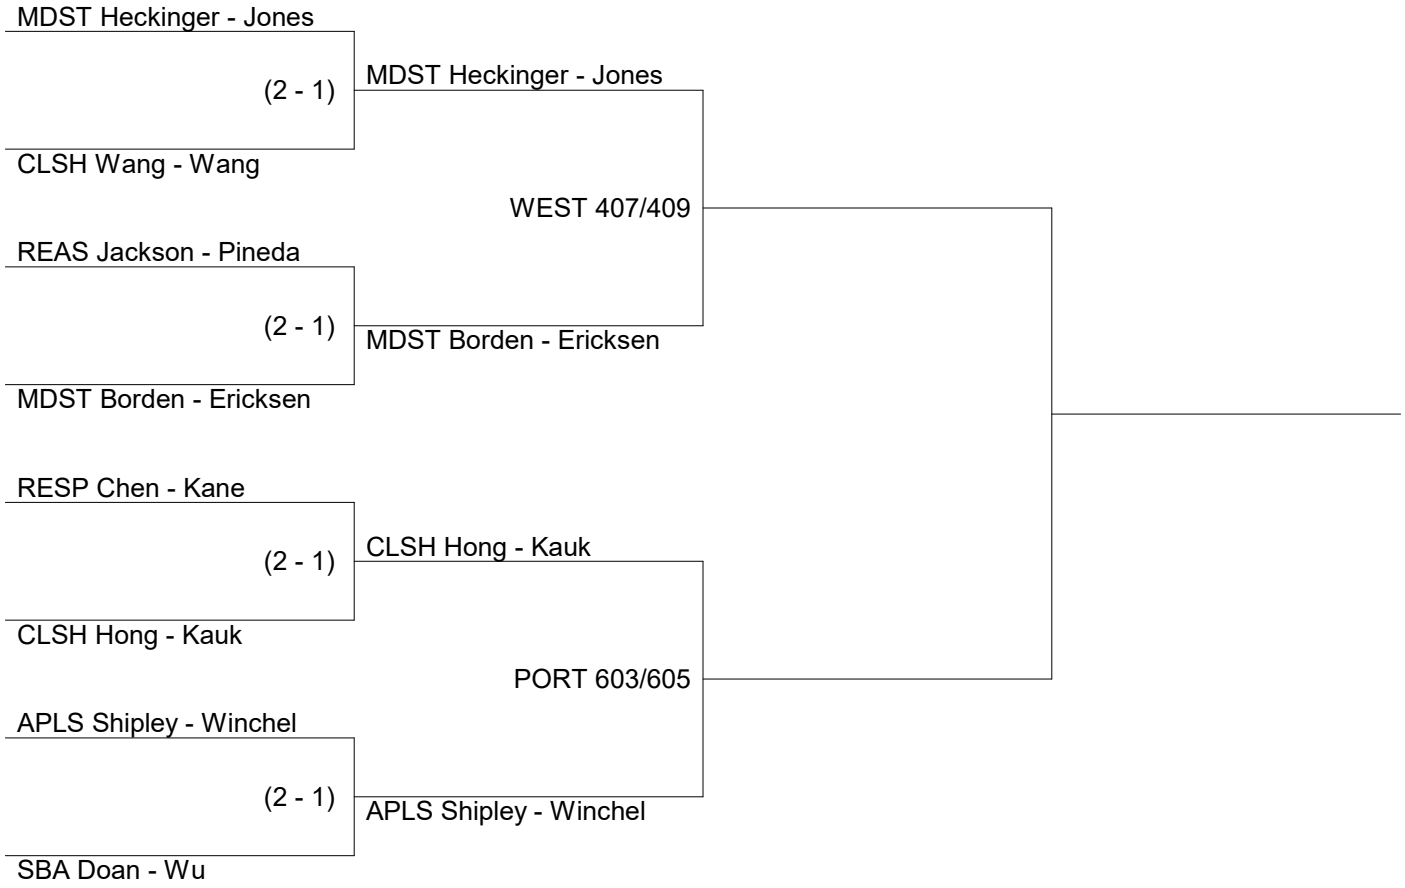 MDST Heckinger - Jones
(2 - 1)
CLSH Wang - Wang
REAS Jackson - Pineda
(2 - 1)
MDST Borden - Ericksen
RESP Chen - Kane
(2 - 1)
CLSH Hong - Kauk
APLS Shipley - Winchel
(2 - 1)
SBA Doan - Wu
MDST Heckinger - Jones
WEST 407/409
MDST Borden - Ericksen
CLSH Hong - Kauk
PORT 603/605
APLS Shipley - Winchel